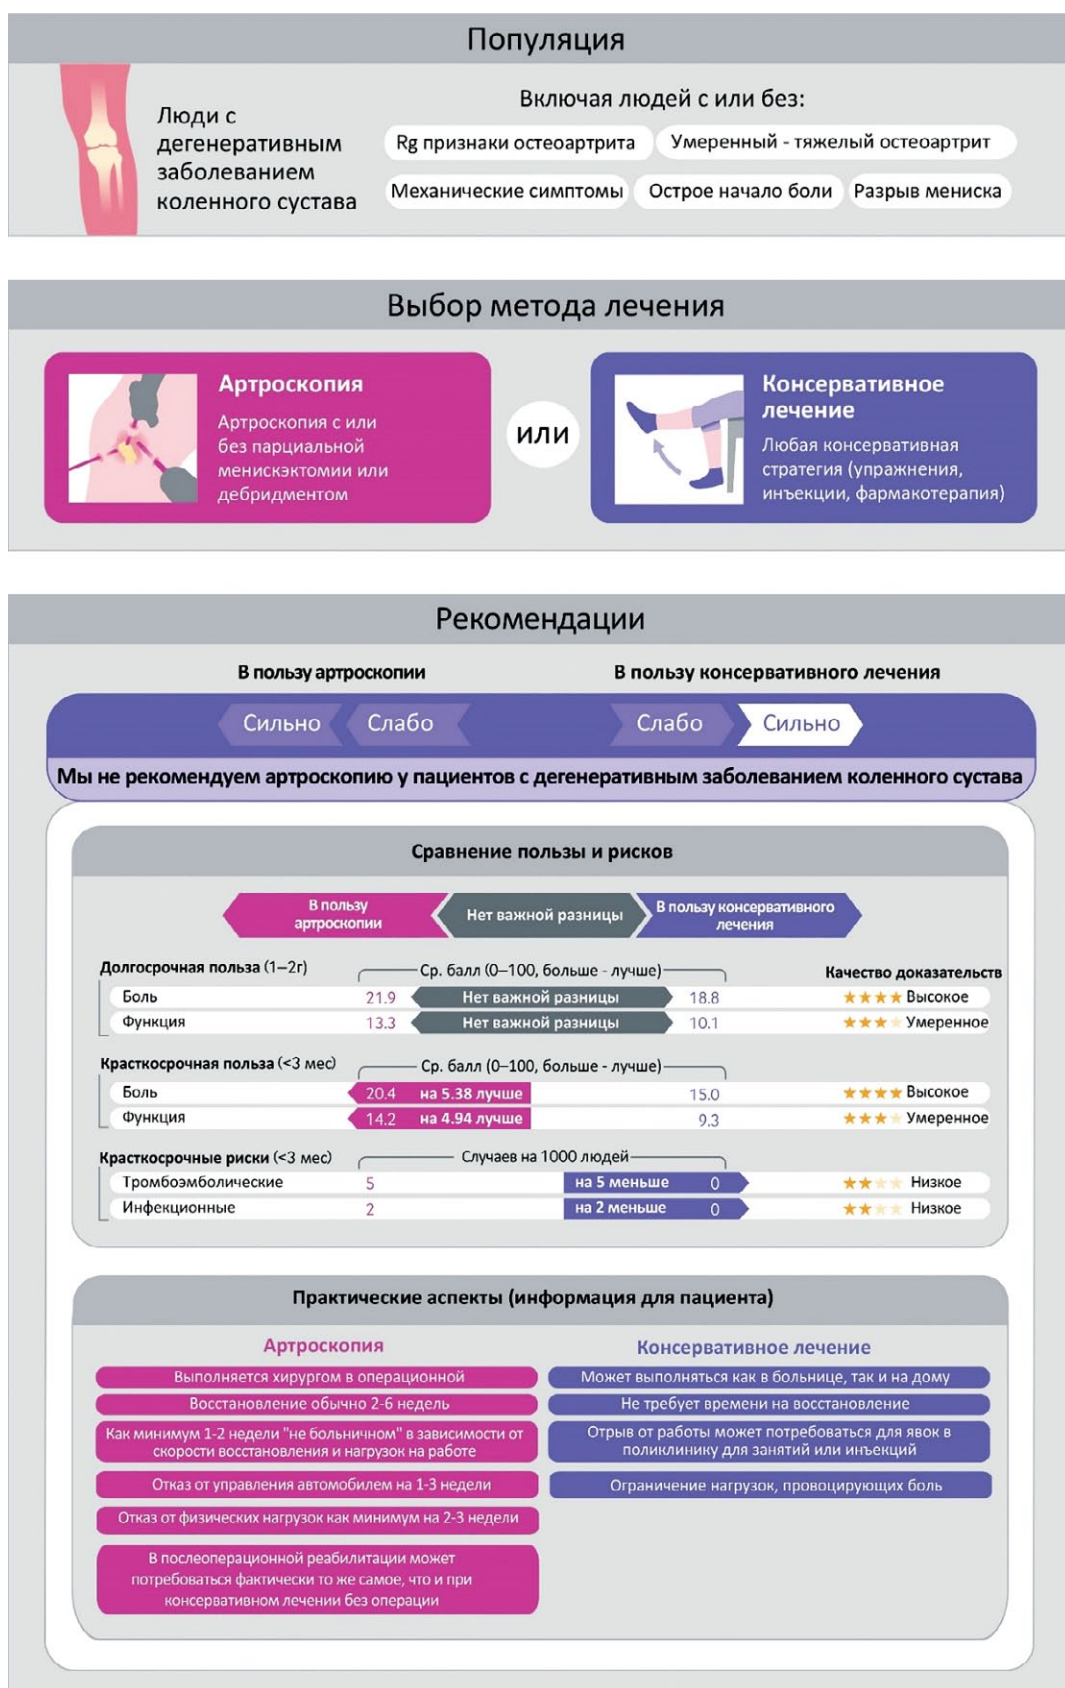 Популяция
Люди с
дегенеративным
заболеванием
коленного сустава
Включая людей с или без:
Rg признаки остеоартрита
Умеренный - тяжелый остеоартрит
Механические симптомы
Острое начало боли
Разрыв мениска
Выбор метода лечения
Артроскопия
Артроскопия с или
без парциальной
менискэктомии или
дебридментом
или
Консервативное
лечение
Любая консервативная
стратегия (упражнения,
инъекции, фармакотерапия)
Рекомендации
В пользу артроскопии
В пользу консервативного лечения
Сильно
Слабо
Слабо
Сильно
Мы не рекомендуем артроскопию у пациентов с дегенеративным заболеванием коленного сустава
Сравнение пользы и рисков
В пользу
артроскопии
Нет важной разницы
В пользу консервативного
лечения
Долгосрочная польза (1–2г)
Ср. балл (0–100, больше - лучше)
Качество доказательств
Боль 21.9 Нет важной разницы 18.8 Высокое
Функция 13.3 Нет важной разницы 10.1 Умеренное
Красткосрочная польза (<3 мес)
Ср. балл (0–100, больше - лучше)
Боль 20.4 на 5.38 лучше 15.0 Высокое
Функция 14.2 на 4.94 лучше 9.3 Умеренное
Красткосрочные риски (<3 мес)
Случаев на 1000 людей
Тромбоэмболические 5 на 5 меньше 0 Низкое
Инфекционные 2 на 2 меньше 0 Низкое
Практические аспекты (информация для пациента)
Артроскопия
Выполняется хирургом в операционной
Восстановление обычно 2-6 недель
Как минимум 1-2 недели "не больничном" в зависимости от
скорости восстановления и нагрузок на работе
Отказ от управления автомобилем на 1-3 недели
Отказ от физических нагрузок как минимум на 2-3 недели
В послеоперационной реабилитации может
потребоваться фактически то же самое, что и при
консервативном лечении без операции
Консервативное лечение
Может выполняться как в больнице, так и на дому
Не требует времени на восстановление
Отрыв от работы может потребоваться для явок в
поликлинику для занятий или инъекций
Ограничение нагрузок, провоцирующих боль